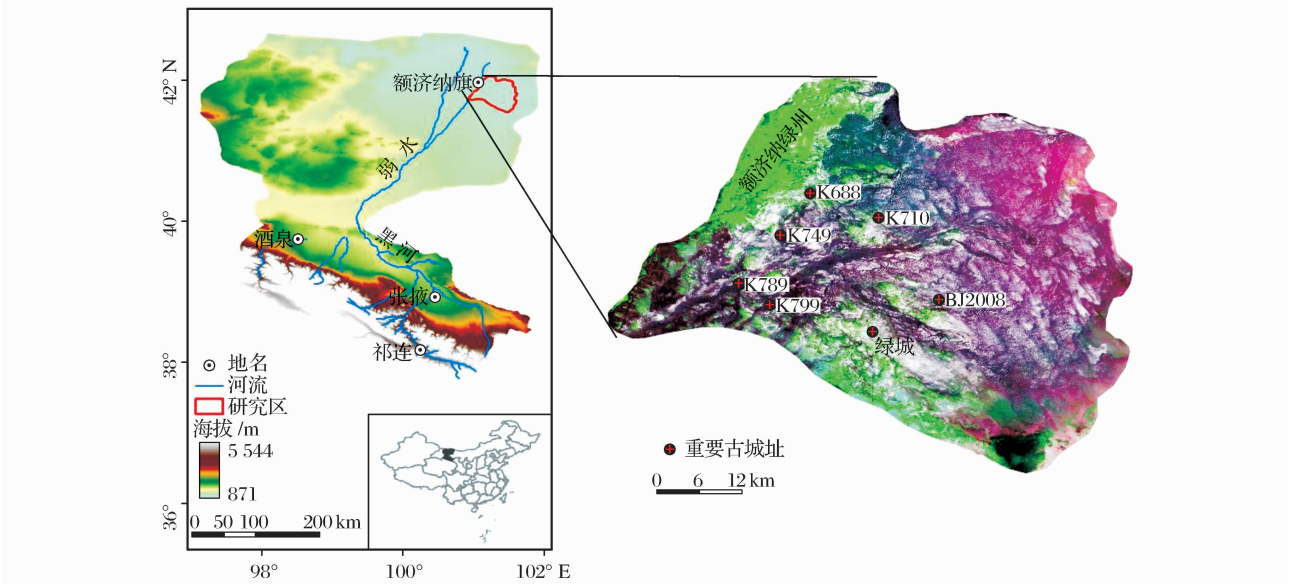 42° N
40°
38°
36°
98°
100°
102° E
额济纳旗
弱水
黑河
酒泉
张掖
祁连
地名
河流
研究区
海拔 /m
5 544
871
0 50 100 200 km
额济纳绿州
K688
K710
K749
K789
K799
BJ2008
绿城
重要古城址
0 6 12 km